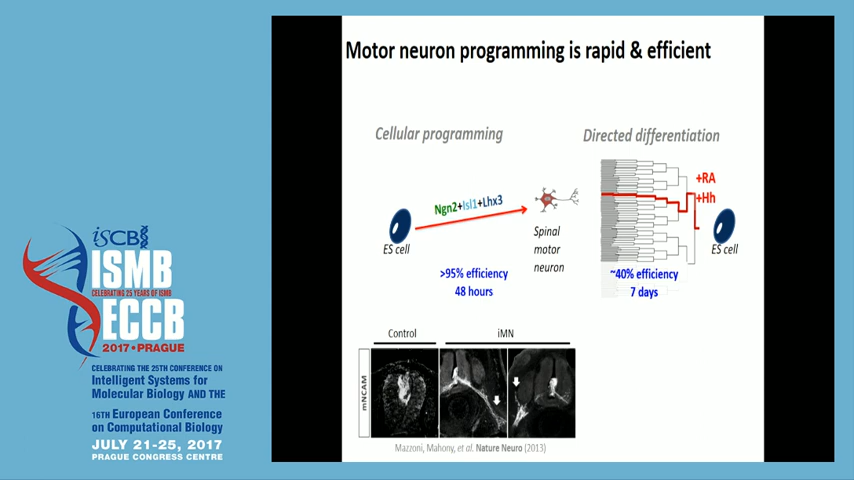 Motor neuron programming is rapid & efficient
Cellular programming
Directed differentiation
Ngn2+Isl1+Lhx3
+RA
+Hh
ES cell
Spinal
motor
neuron
ES cell
>95% efficiency
48 hours
~40% efficiency
7 days
Control
iMN
mNCAM
Mazzoni, Mahony, et al. Nature Neuro (2013)
iSCB
ISMB
CELEBRATING 25 YEARS OF ISMB
ECCB
2017 • PRAGUE
CELEBRATING THE 25TH CONFERENCE ON
Intelligent Systems for
Molecular Biology AND THE
16TH European Conference
on Computational Biology
JULY 21-25, 2017
PRAGUE CONGRESS CENTRE